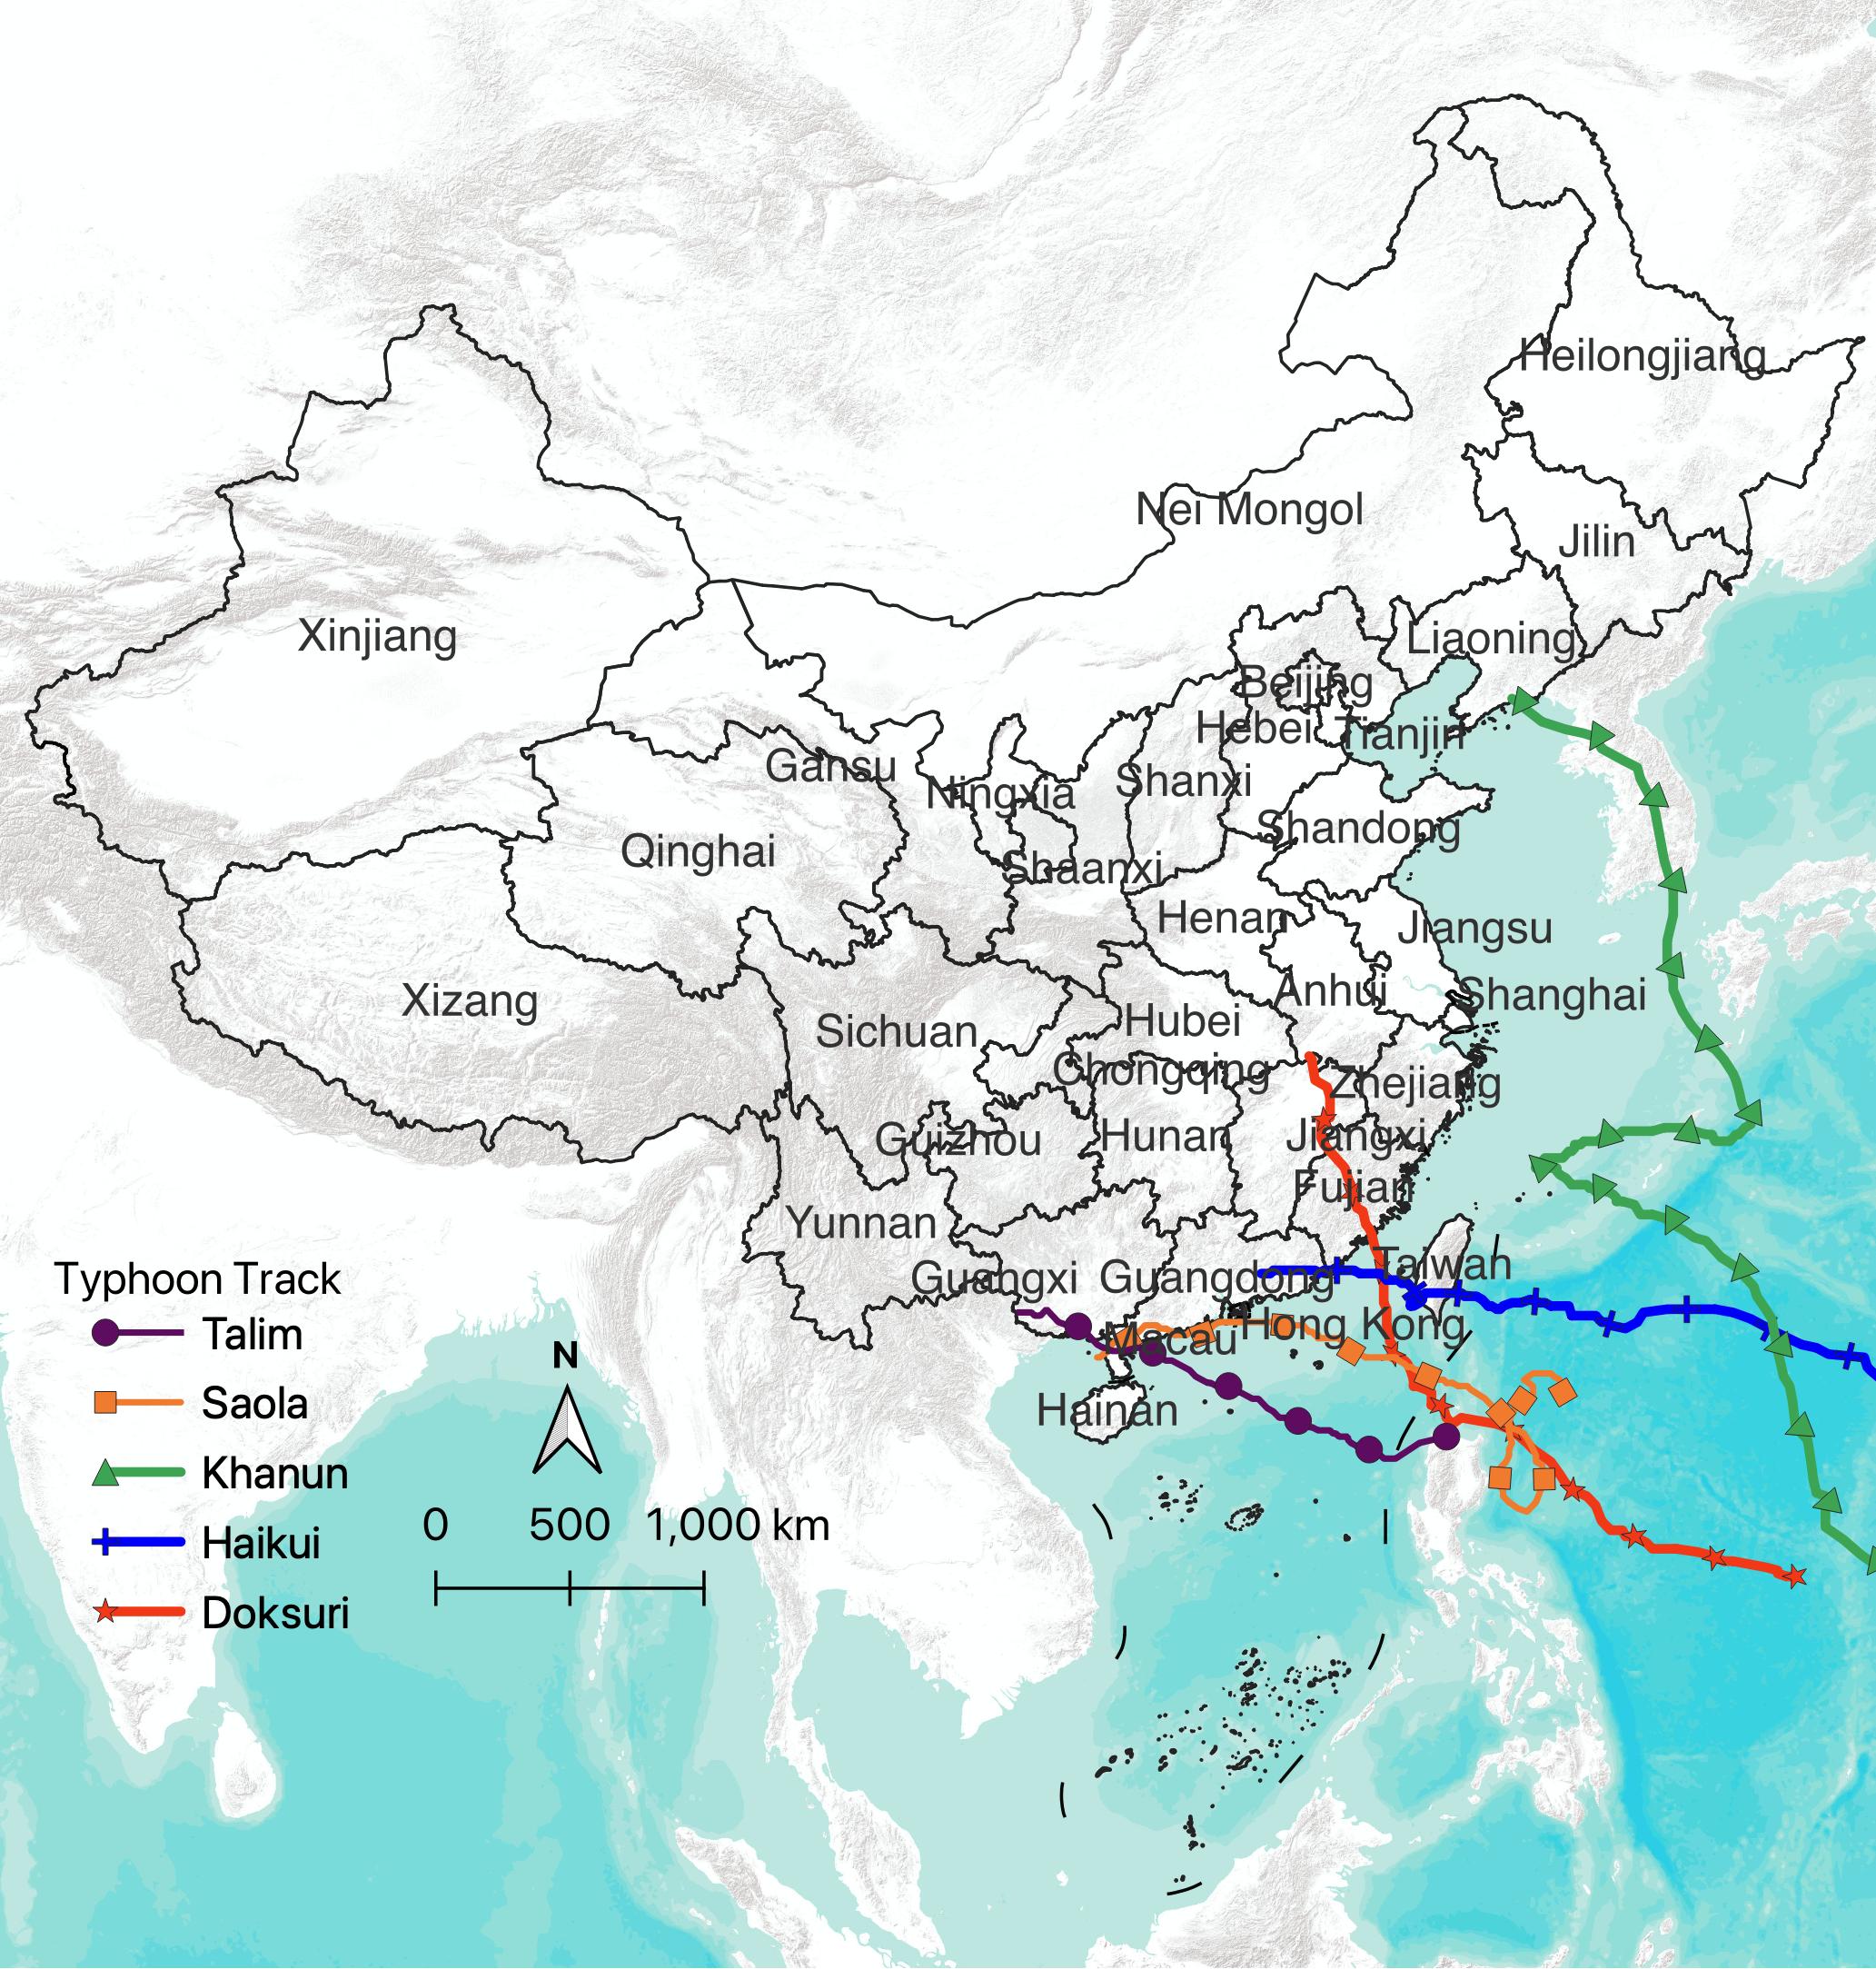 Heilongjiang
Nei Mongol
Jilin
Xinjiang
Liaoning
Beijing
Hebei
Tianjin
Gansu
Ningxia
Shanxi
Shandong
Qinghai
Shaanxi
Henan
Jiangsu
Xizang
Anhui
Shanghai
Sichuan
Hubei
Chongqing
Zhejiang
Guizhou
Hunan
Jiangxi
Fujian
Yunnan
Guangxi
Guangdong
Taiwan
Macau
Hong Kong
Hainan
Typhoon Track
Talim
Saola
Khanun
Haikui
Doksuri
N
0 500 1,000 km